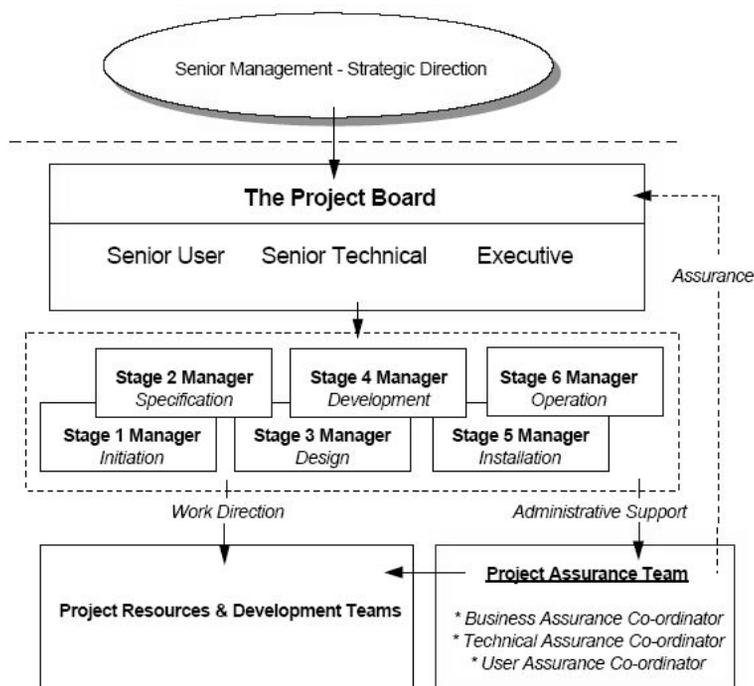 Senior Management - Strategic Direction
The Project Board
Senior User Senior Technical Executive
Assurance
Stage 2 Manager
Specification
Stage 4 Manager
Development
Stage 6 Manager
Operation
Stage 1 Manager
Initiation
Stage 3 Manager
Design
Stage 5 Manager
Installation
Work Direction
Administrative Support
Project Resources & Development Teams
Project Assurance Team
* Business Assurance Co-ordinator
* Technical Assurance Co-ordinator
* User Assurance Co-ordinator